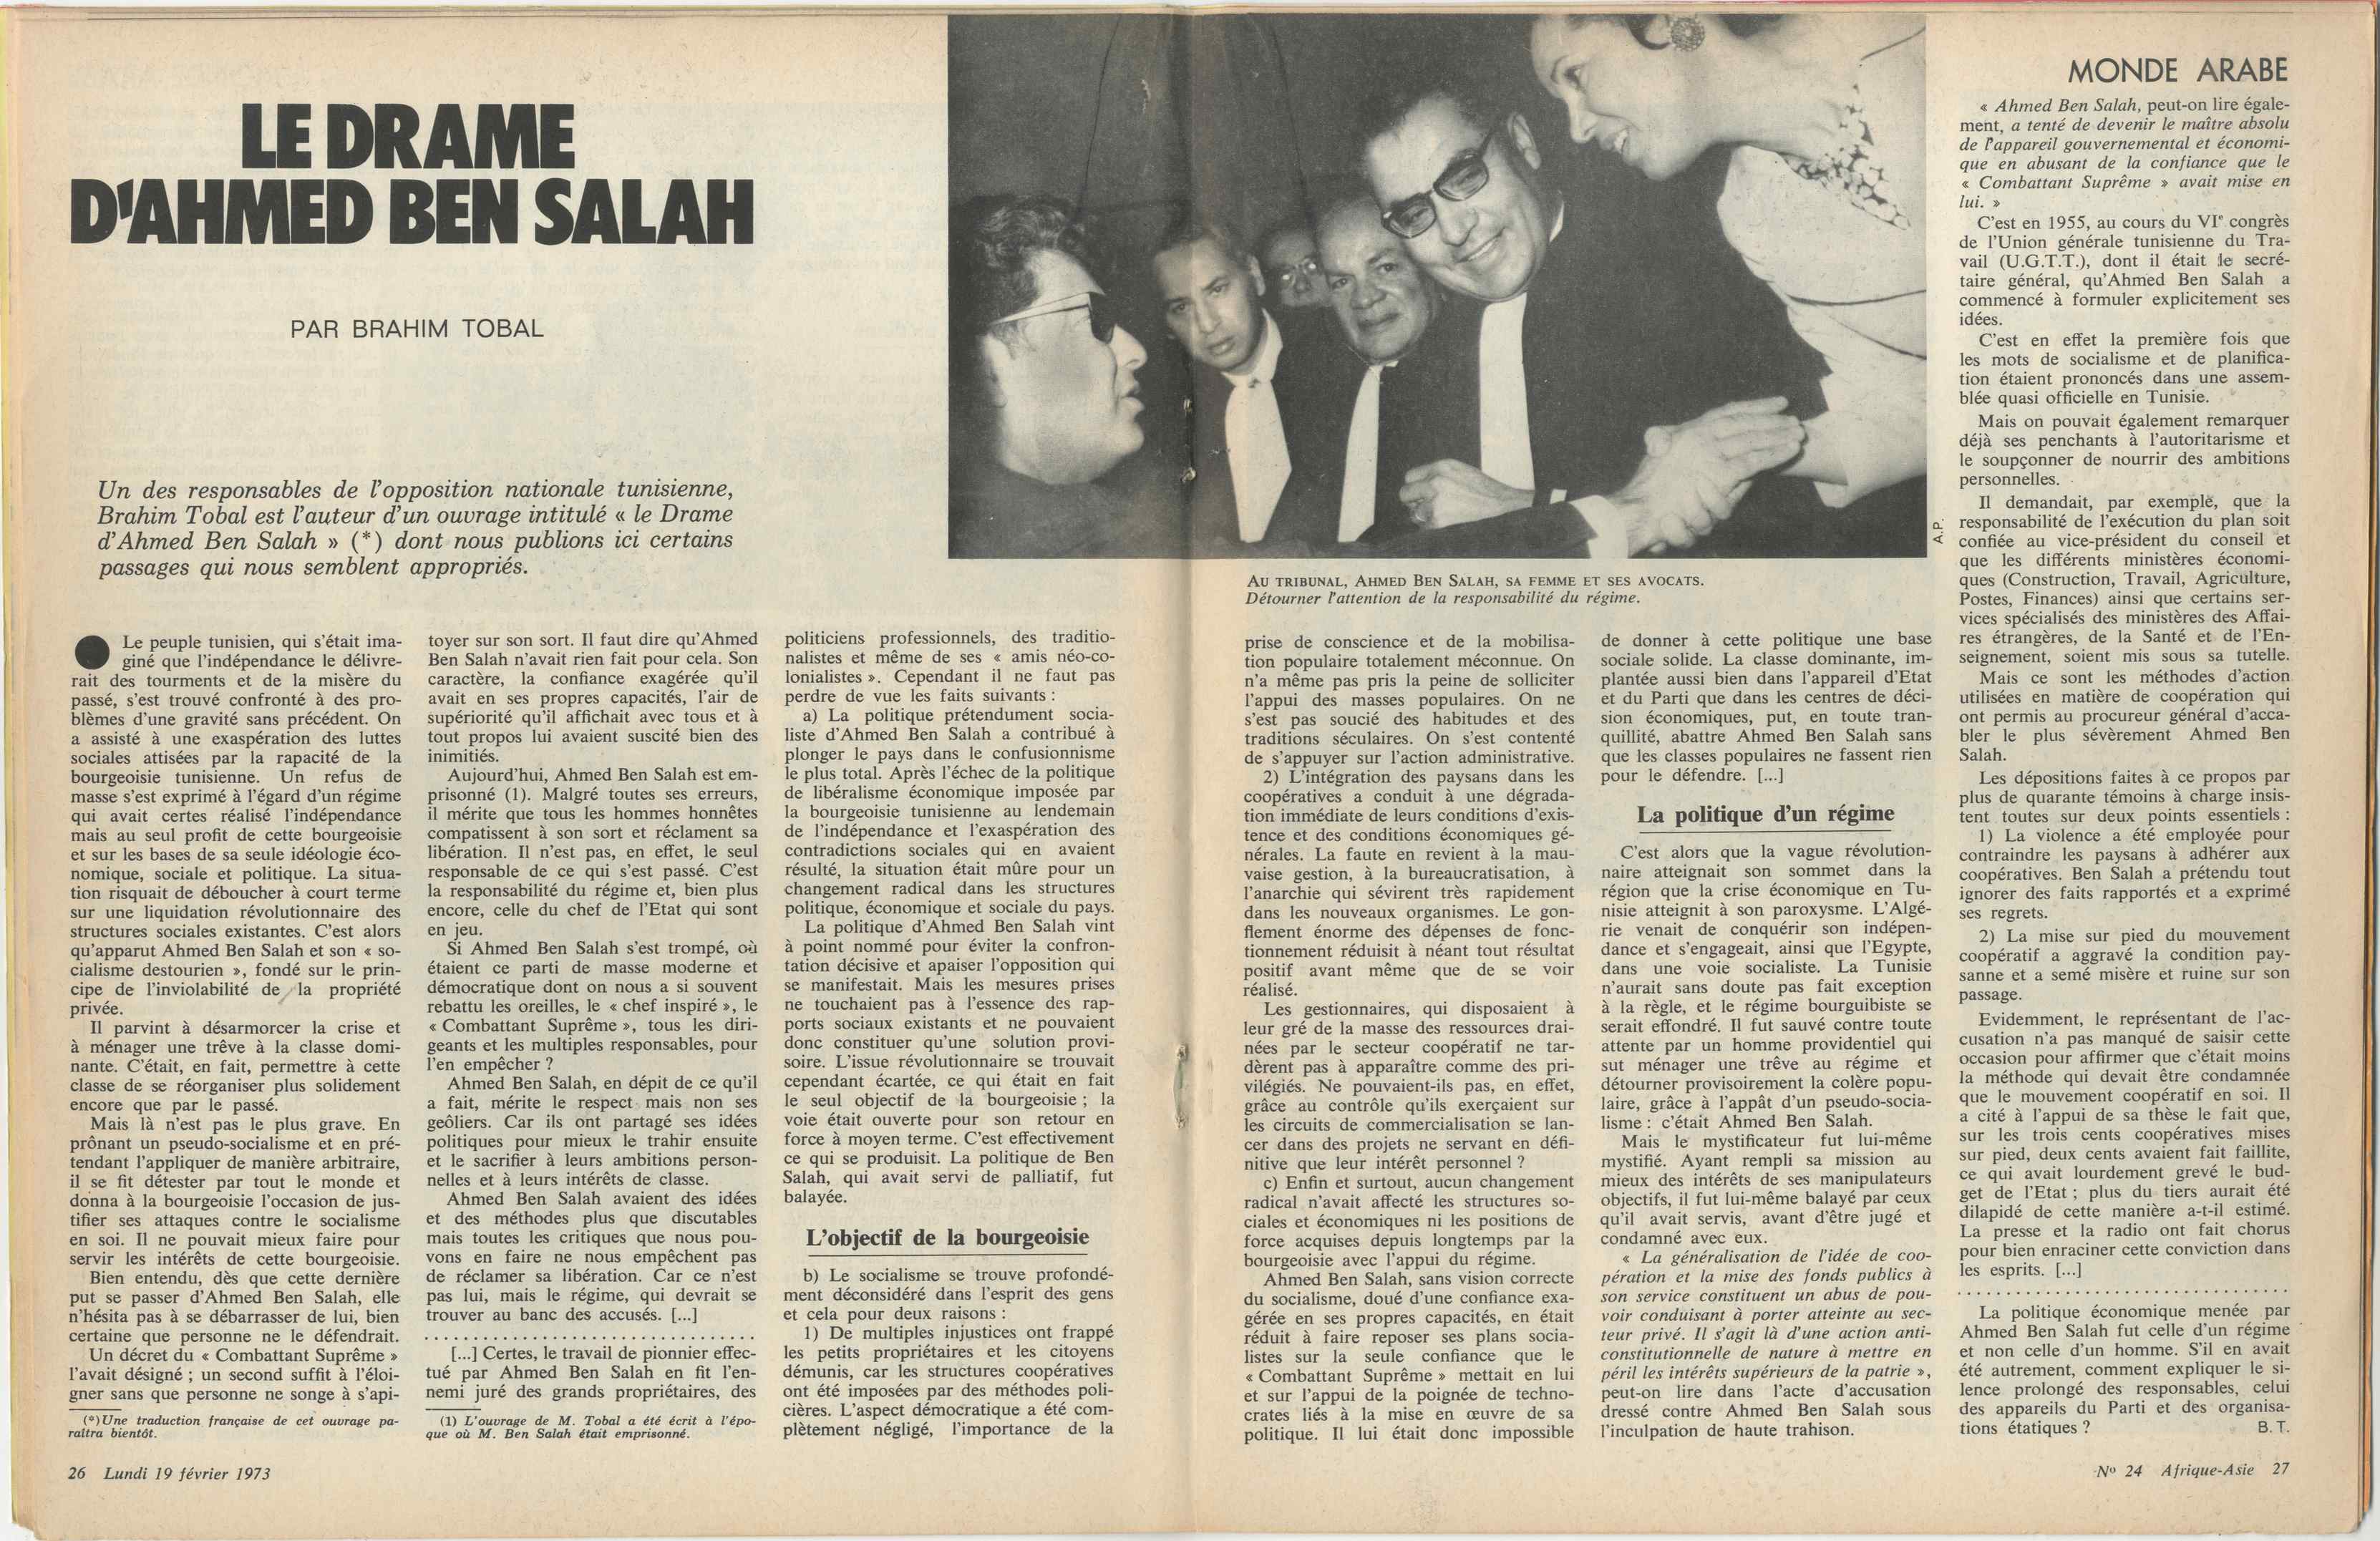 LE DRAME
D'AHMED BEN SALAH
PAR BRAHIM TOBAL
Un des responsables de l'opposition nationale tunisienne,
Brahim Tobal est l'auteur d'un ouvrage intitulé « le Drame
d'Ahmed Ben Salah » (*) dont nous publions ici certains
passages qui nous semblent appropriés.
Le peuple tunisien, qui s'était ima-
giné que l'indépendance le délivre-
rait des tourments et de la misère du
passé, s'est trouvé confronté à des pro-
blèmes d'une gravité sans précédent. On
a assisté à une exaspération des luttes
sociales attisées par la rapacité de la
bourgeoisie tunisienne. Un refus de
masse s'est exprimé à l'égard d'un régime
qui avait certes réalisé l'indépendance
mais au seul profit de cette bourgeoisie
et sur les bases de sa seule idéologie éco-
nomique, sociale et politique. La situa-
tion risquait de déboucher à court terme
sur une liquidation révolutionnaire des
structures sociales existantes. C'est alors
qu'apparut Ahmed Ben Salah et son « so-
cialisme destourien », fondé sur le prin-
cipe de l'inviolabilité de la propriété
privée.
Il parvint à désarmorcer la crise et
à ménager une trêve à la classe domi-
nante. C'était, en fait, permettre à cette
classe de se réorganiser plus solidement
encore que par le passé.
Mais là n'est pas le plus grave. En
prônant un pseudo-socialisme et en pré-
tendant l'appliquer de manière arbitraire,
il se fit détester par tout le monde et
donna à la bourgeoisie l'occasion de jus-
tifier ses attaques contre le socialisme
en soi. Il ne pouvait mieux faire pour
servir les intérêts de cette bourgeoisie.
Bien entendu, dès que cette dernière
put se passer d'Ahmed Ben Salah, elle
n'hésita pas à se débarrasser de lui, bien
certaine que personne ne le défendrait.
Un décret du « Combattant Suprême »
l'avait désigné ; un second suffit à l'éloi-
gner sans que personne ne songe à s'api-
(*) Une traduction française de cet ouvrage pa-
raîtra bientôt.
toyer sur son sort. Il faut dire qu'Ahmed
Ben Salah n'avait rien fait pour cela. Son
caractère, la confiance exagérée qu'il
avait en ses propres capacités, l'air de
supériorité qu'il affichait avec tous et à
tout propos lui avaient suscité bien des
inimitiés.
Aujourd'hui, Ahmed Ben Salah est em-
prisonné (1). Malgré toutes ses erreurs,
il mérite que tous les hommes honnêtes
compatissent à son sort et réclament sa
libération. Il n'est pas, en effet, le seul
responsable de ce qui s'est passé. C'est
la responsabilité du régime et, bien plus
encore, celle du chef de l'Etat qui sont
en jeu.
Si Ahmed Ben Salah s'est trompé, où
étaient ce parti de masse moderne et
démocratique dont on nous a si souvent
rebattu les oreilles, le « chef inspiré », le
« Combattant Suprême », tous les diri-
geants et les multiples responsables, pour
l'en empêcher ?
Ahmed Ben Salah, en dépit de ce qu'il
a fait, mérite le respect mais non ses
geôliers. Car ils ont partagé ses idées
politiques pour mieux le trahir ensuite
et le sacrifier à leurs ambitions person-
nelles et à leurs intérêts de classe.
Ahmed Ben Salah avaient des idées
et des méthodes plus que discutables
mais toutes les critiques que nous pou-
vons en faire ne nous empêchent pas
de réclamer sa libération. Car ce n'est
pas lui, mais le régime, qui devrait se
trouver au banc des accusés. [...]
[...] Certes, le travail de pionnier effec-
tué par Ahmed Ben Salah en fit l'en-
nemi juré des grands propriétaires, des
(1) L'ouvrage de M. Tobal a été écrit à l'épo-
que où M. Ben Salah était emprisonné.
politiciens professionnels, des traditio-
nalistes et même de ses « amis néo-co-
lonialistes ». Cependant il ne faut pas
perdre de vue les faits suivants :
a) La politique prétendument socia-
liste d'Ahmed Ben Salah a contribué à
plonger le pays dans le confusionnisme
le plus total. Après l'échec de la politique
de libéralisme économique imposée par
la bourgeoisie tunisienne au lendemain
de l'indépendance et l'exaspération des
contradictions sociales qui en avaient
résulté, la situation était mûre pour un
changement radical dans les structures
politique, économique et sociale du pays.
La politique d'Ahmed Ben Salah vint
à point nommé pour éviter la confron-
tation décisive et apaiser l'opposition qui
se manifestait. Mais les mesures prises
ne touchaient pas à l'essence des rap-
ports sociaux existants et ne pouvaient
donc constituer qu'une solution provi-
soire. L'issue révolutionnaire se trouvait
cependant écartée, ce qui était en fait
le seul objectif de la bourgeoisie ; la
voie était ouverte pour son retour en
force à moyen terme. C'est effectivement
ce qui se produisit. La politique de Ben
Salah, qui avait servi de palliatif, fut
balayée.
L'objectif de la bourgeoisie
b) Le socialisme se trouve profondé-
ment déconsidéré dans l'esprit des gens
et cela pour deux raisons :
1) De multiples injustices ont frappé
les petits propriétaires et les citoyens
démunis, car les structures coopératives
ont été imposées par des méthodes poli-
cières. L'aspect démocratique a été com-
plètement négligé, l'importance de la
26 Lundi 19 février 1973
A.P.
AU TRIBUNAL, AHMED BEN SALAH, SA FEMME ET SES AVOCATS.
Détourner l'attention de la responsabilité du régime.
prise de conscience et de la mobilisa-
tion populaire totalement méconnue. On
n'a même pas pris la peine de solliciter
l'appui des masses populaires. On ne
s'est pas soucié des habitudes et des
traditions séculaires. On s'est contenté
de s'appuyer sur l'action administrative.
2) L'intégration des paysans dans les
coopératives a conduit à une dégrada-
tion immédiate de leurs conditions d'exis-
tence et des conditions économiques gé-
nérales. La faute en revient à la mau-
vaise gestion, à la bureaucratisation, à
l'anarchie qui sévirent très rapidement
dans les nouveaux organismes. Le gon-
flement énorme des dépenses de fonc-
tionnement réduisit à néant tout résultat
positif avant même que de se voir
réalisé.
Les gestionnaires, qui disposaient à
leur gré de la masse des ressources drai-
nées par le secteur coopératif ne tar-
dèrent pas à apparaître comme des pri-
vilégiés. Ne pouvaient-ils pas, en effet,
grâce au contrôle qu'ils exerçaient sur
les circuits de commercialisation se lan-
cer dans des projets ne servant en défi-
nitive que leur intérêt personnel ?
c) Enfin et surtout, aucun changement
radical n'avait affecté les structures so-
ciales et économiques ni les positions de
force acquises depuis longtemps par la
bourgeoisie avec l'appui du régime.
Ahmed Ben Salah, sans vision correcte
du socialisme, doué d'une confiance exa-
gérée en ses propres capacités, en était
réduit à faire reposer ses plans socia-
listes sur la seule confiance que le
« Combattant Suprême » mettait en lui
et sur l'appui de la poignée de techno-
crates liés à la mise en œuvre de sa
politique. Il lui était donc impossible
de donner à cette politique une base
sociale solide. La classe dominante, im-
plantée aussi bien dans l'appareil d'Etat
et du Parti que dans les centres de déci-
sion économiques, put, en toute tran-
quillité, abattre Ahmed Ben Salah sans
que les classes populaires ne fassent rien
pour le défendre. [...]
La politique d'un régime
C'est alors que la vague révolution-
naire atteignait son sommet dans la
région que la crise économique en Tu-
nisie atteignit à son paroxysme. L'Algé-
rie venait de conquérir son indépen-
dance et s'engageait, ainsi que l'Egypte,
dans une voie socialiste. La Tunisie
n'aurait sans doute pas fait exception
à la règle, et le régime bourguibiste se
serait effondré. Il fut sauvé contre toute
attente par un homme providentiel qui
sut ménager une trêve au régime et
détourner provisoirement la colère popu-
laire, grâce à l'appât d'un pseudo-socia-
lisme : c'était Ahmed Ben Salah.
Mais le mystificateur fut lui-même
mystifié. Ayant rempli sa mission au
mieux des intérêts de ses manipulateurs
objectifs, il fut lui-même balayé par ceux
qu'il avait servis, avant d'être jugé et
condamné avec eux.
« La généralisation de l'idée de coo-
pération et la mise des fonds publics à
son service constituent un abus de pou-
voir conduisant à porter atteinte au sec-
teur privé. Il s'agit là d'une action anti-
constitutionnelle de nature à mettre en
péril les intérêts supérieurs de la patrie »,
peut-on lire dans l'acte d'accusation
dressé contre Ahmed Ben Salah sous
l'inculpation de haute trahison.
MONDE ARABE
« Ahmed Ben Salah, peut-on lire égale-
ment, a tenté de devenir le maître absolu
de l'appareil gouvernemental et économi-
que en abusant de la confiance que le
« Combattant Suprême » avait mise en
lui. »
C'est en 1955, au cours du VIe congrès
de l'Union générale tunisienne du Tra-
vail (U.G.T.T.), dont il était le secré-
taire général, qu'Ahmed Ben Salah a
commencé à formuler explicitement ses
idées.
C'est en effet la première fois que
les mots de socialisme et de planifica-
tion étaient prononcés dans une assem-
blée quasi officielle en Tunisie.
Mais on pouvait également remarquer
déjà ses penchants à l'autoritarisme et
le soupçonner de nourrir des ambitions
personnelles.
Il demandait, par exemple, que la
responsabilité de l'exécution du plan soit
confiée au vice-président du conseil et
que les différents ministères économi-
ques (Construction, Travail, Agriculture,
Postes, Finances) ainsi que certains ser-
vices spécialisés des ministères des Affai-
res étrangères, de la Santé et de l'En-
seignement, soient mis sous sa tutelle.
Mais ce sont les méthodes d'action
utilisées en matière de coopération qui
ont permis au procureur général d'acca-
bler le plus sévèrement Ahmed Ben
Salah.
Les dépositions faites à ce propos par
plus de quarante témoins à charge insis-
tent toutes sur deux points essentiels :
1) La violence a été employée pour
contraindre les paysans à adhérer aux
coopératives. Ben Salah a prétendu tout
ignorer des faits rapportés et a exprimé
ses regrets.
2) La mise sur pied du mouvement
coopératif a aggravé la condition pay-
sanne et a semé misère et ruine sur son
passage.
Evidemment, le représentant de l'ac-
cusation n'a pas manqué de saisir cette
occasion pour affirmer que c'était moins
la méthode qui devait être condamnée
que le mouvement coopératif en soi. Il
a cité à l'appui de sa thèse le fait que,
sur les trois cents coopératives mises
sur pied, deux cents avaient fait faillite,
ce qui avait lourdement grevé le bud-
get de l'Etat ; plus du tiers aurait été
dilapidé de cette manière a-t-il estimé.
La presse et la radio ont fait chorus
pour bien enraciner cette conviction dans
les esprits. [...]
La politique économique menée par
Ahmed Ben Salah fut celle d'un régime
et non celle d'un homme. S'il en avait
été autrement, comment expliquer le si-
lence prolongé des responsables, celui
des appareils du Parti et des organisa-
tions étatiques ? B. T.
Nº 24 Afrique-Asie 27